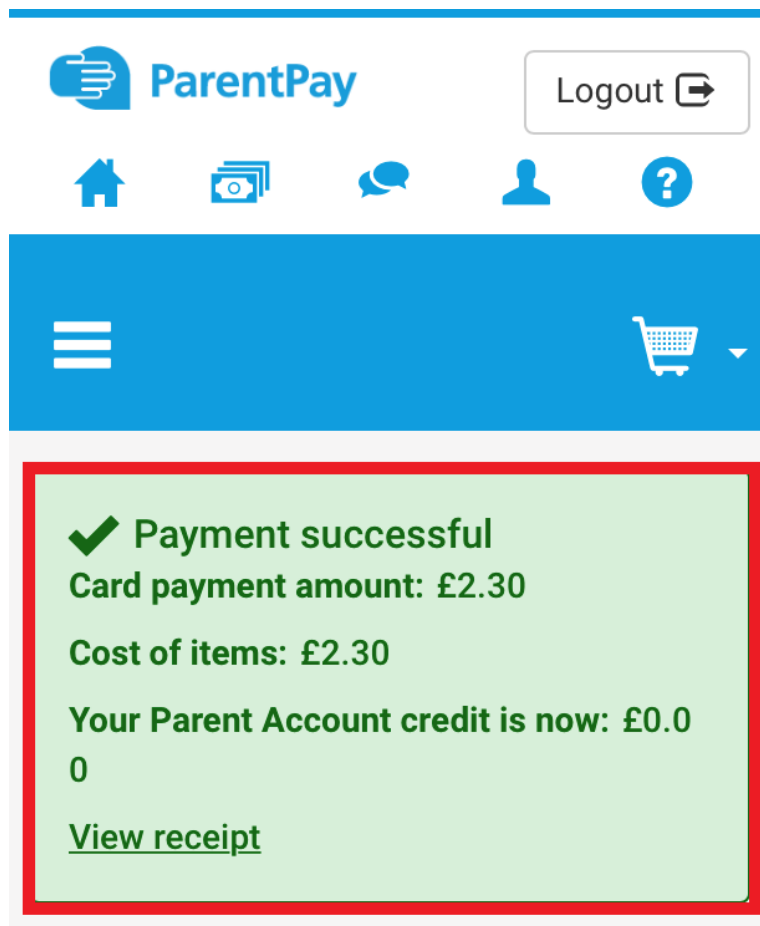 ParentPay
Logout
?
Payment successful
Card payment amount: £2.30
Cost of items: £2.30
Your Parent Account credit is now: £0.0
0
View receipt